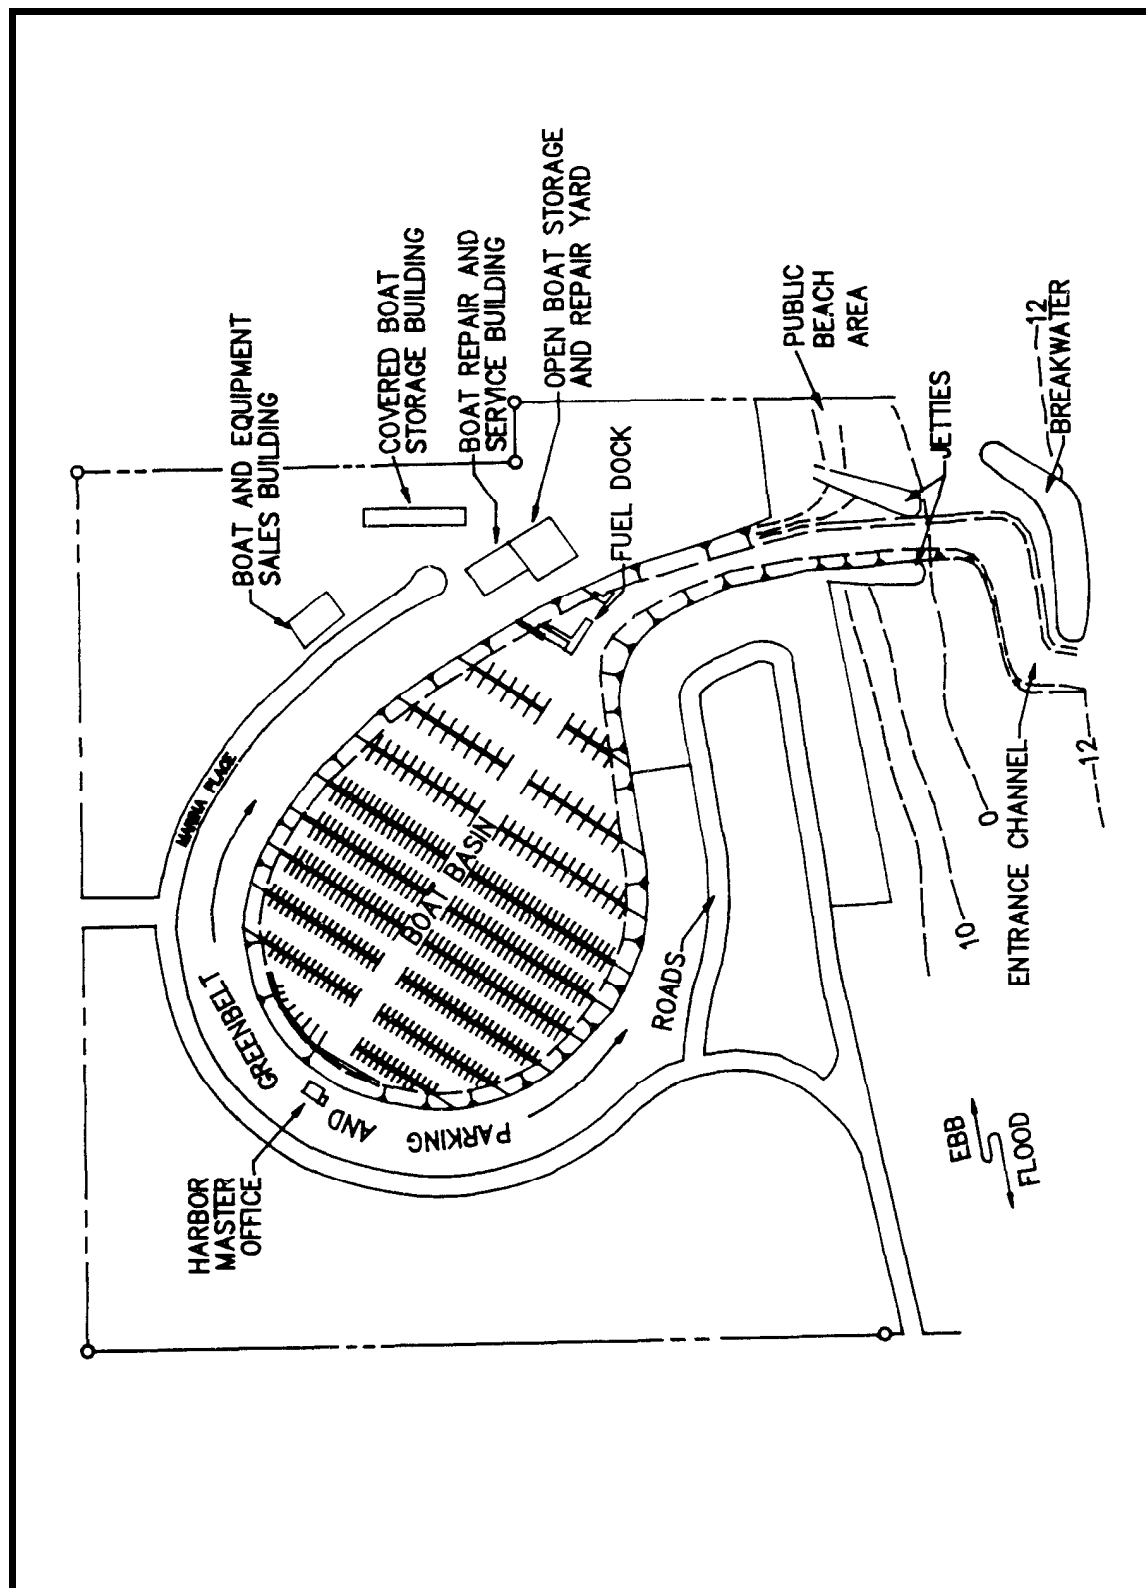 BOAT AND EQUIPMENT
SALES BUILDING
COVERED BOAT
STORAGE BUILDING
BOAT REPAIR AND
SERVICE BUILDING
OPEN BOAT STORAGE
AND REPAIR YARD
FUEL DOCK
PUBLIC
BEACH
AREA
JETTIES
12
BREAKWATER
MARINA PLACE
BOAT BASIN
HARBOR
MASTER
OFFICE
PARKING AND GREENBELT
ROADS
ENTRANCE CHANNEL
0
10
-12
EBB
FLOOD